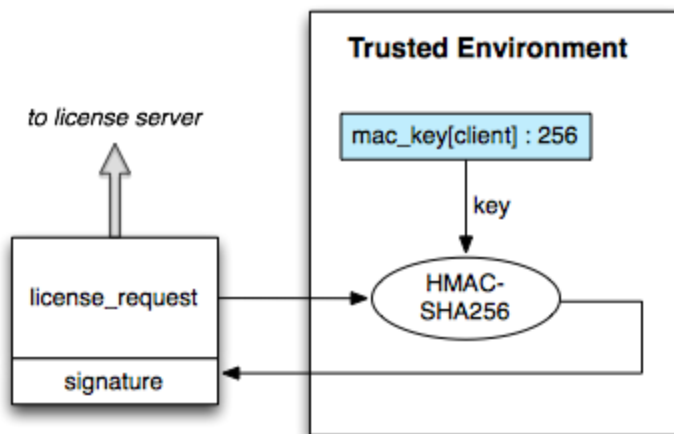 Trusted Environment
to license server
mac_key[client] : 256
key
license_request
HMAC-
SHA256
signature